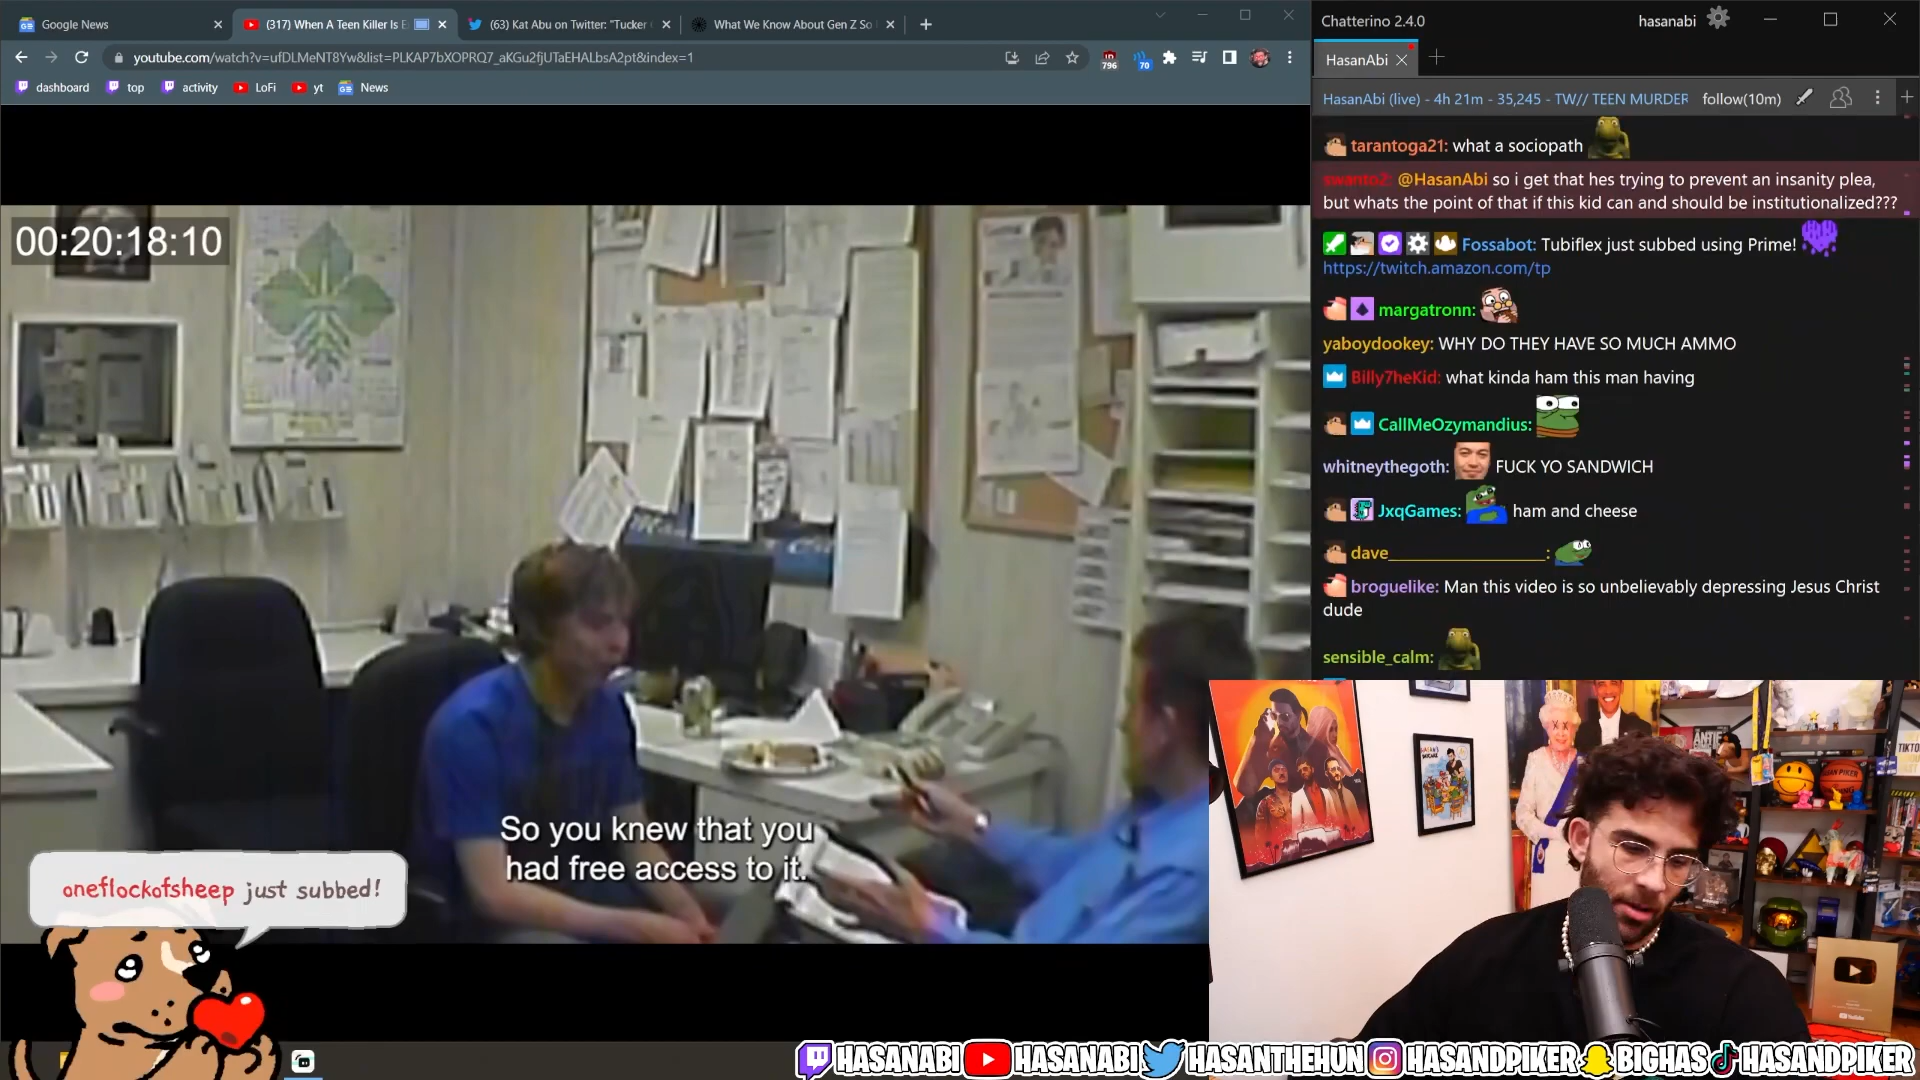 Google News
(317) When A Teen Killer Is E
(63) Kat Abu on Twitter: "Tucker
What We Know About Gen Z So
youtube.com/watch?v=ufDLMeNT8Yw&list=PLKAP7bXOPRQ7_aKGu2fjUTaEHALbsA2pt&index=1
796
70
dashboard
top
activity
LoFi
yt
News
00:20:18:10
So you knew that you
had free access to it.
oneflockofsheep just subbed!
Chatterino 2.4.0
hasanabi
HasanAbi
HasanAbi (live) - 4h 21m - 35,245 - TW// TEEN MURDER
follow(10m)
tarantoga21: what a sociopath
swanto2: @HasanAbi so i get that hes trying to prevent an insanity plea,
but whats the point of that if this kid can and should be institutionalized???
Fossabot: Tubiflex just subbed using Prime!
https://twitch.amazon.com/tp
margatronn:
yaboydookey: WHY DO THEY HAVE SO MUCH AMMO
Billy7heKid: what kinda ham this man having
CallMeOzymandius:
whitneythegoth: FUCK YO SANDWICH
JxqGames: ham and cheese
dave_________________:
broguelike: Man this video is so unbelievably depressing Jesus Christ
dude
sensible_calm:
HASANABI HASANABI HASANTHEHUN HASANDPIKER BIGHAS HASANDPIKER